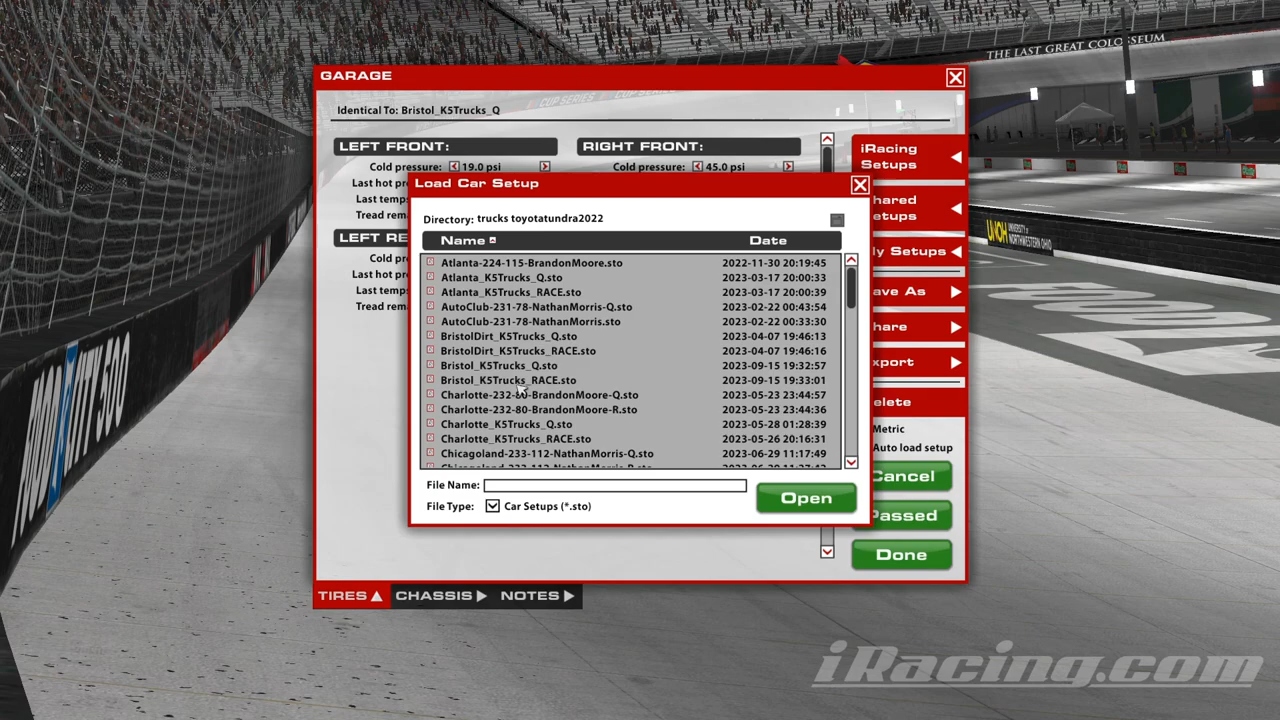 THE LAST GREAT COLOSSEUM
GARAGE
Identical To: Bristol_K5Trucks_Q
LEFT FRONT:
RIGHT FRONT:
Cold pressure: 19.0 psi
Cold pressure: 45.0 psi
Last hot pr
Last temps
Tread rema
LEFT RE
Cold pr
Last hot pr
Last temps
Tread rema
iRacing
Setups
hared
etups
y Setups
ave As
hare
xport
elete
Metric
Auto load setup
Cancel
Passed
Done
Load Car Setup
Directory: trucks toyotatundra2022
Name Date
Atlanta-224-115-BrandonMoore.sto 2022-11-30 20:19:45
Atlanta_K5Trucks_Q.sto 2023-03-17 20:00:33
Atlanta_K5Trucks_RACE.sto 2023-03-17 20:00:39
AutoClub-231-78-NathanMorris-Q.sto 2023-02-22 00:43:54
AutoClub-231-78-NathanMorris.sto 2023-02-22 00:33:30
BristolDirt_K5Trucks_Q.sto 2023-04-07 19:46:13
BristolDirt_K5Trucks_RACE.sto 2023-04-07 19:46:16
Bristol_K5Trucks_Q.sto 2023-09-15 19:32:57
Bristol_K5Trucks_RACE.sto 2023-09-15 19:33:01
Charlotte-232-80-BrandonMoore-Q.sto 2023-05-23 23:44:57
Charlotte-232-80-BrandonMoore-R.sto 2023-05-23 23:44:36
Charlotte_K5Trucks_Q.sto 2023-05-28 01:28:39
Charlotte_K5Trucks_RACE.sto 2023-05-26 20:16:31
Chicagoland-233-112-NathanMorris-Q.sto 2023-06-29 11:17:49
File Name:
Open
File Type: Car Setups (*.sto)
TIRES CHASSIS NOTES
UNOH
UNIVERSITY OF
NORTHWESTERN OHIO
iRacing.com